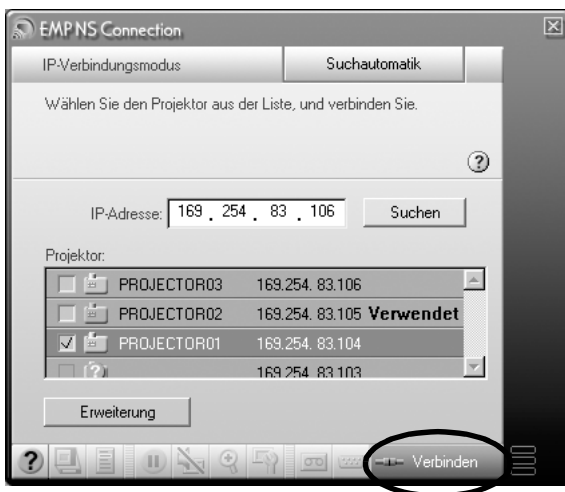 EMP NS Connection
IP-Verbindungsmodus
Suchautomatik
Wählen Sie den Projektor aus der Liste, und verbinden Sie.
IP-Adresse: 169 . 254 . 83 . 106 Suchen
Projektor:
PROJECTOR03 169.254. 83.106
PROJECTOR02 169.254. 83.105 Verwendet
PROJECTOR01 169.254. 83.104
169.254. 83.103
Erweiterung
Verbinden